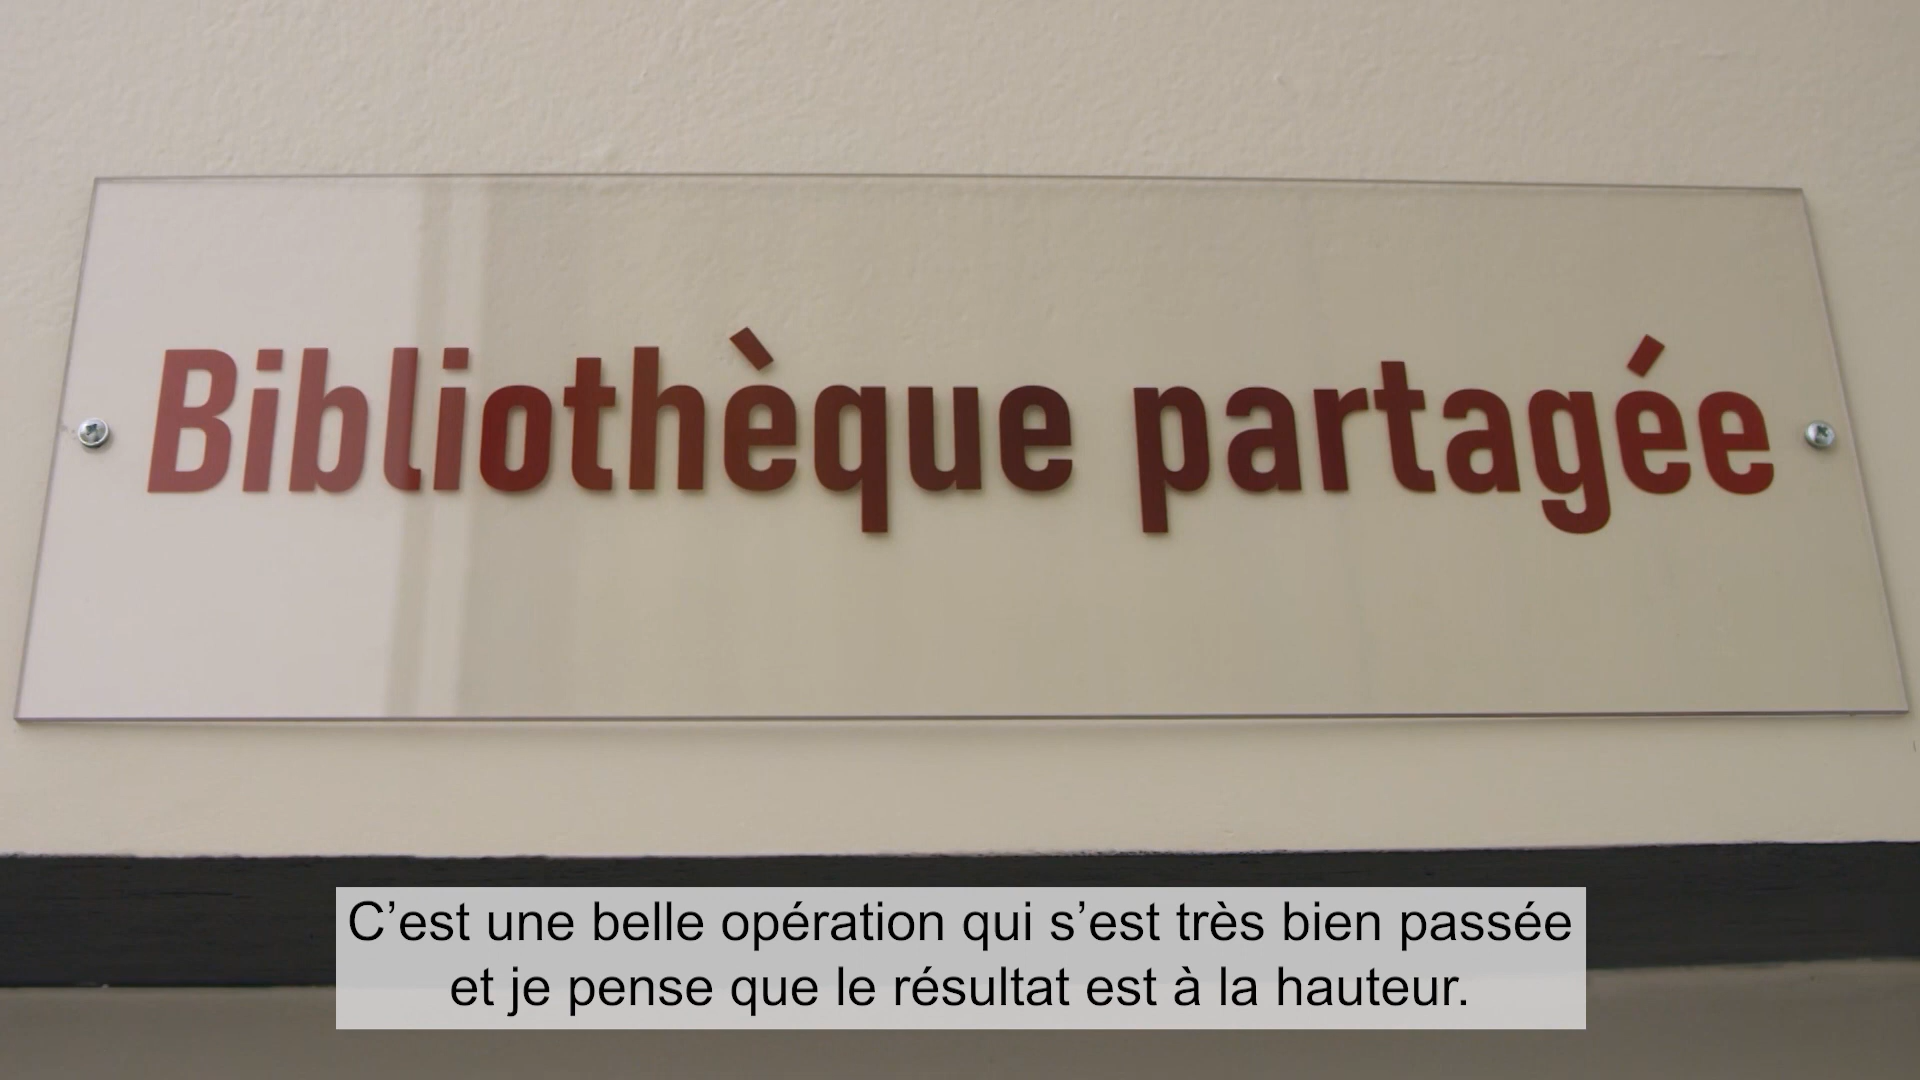 Bibliothèque partagée
C’est une belle opération qui s’est très bien passée
et je pense que le résultat est à la hauteur.